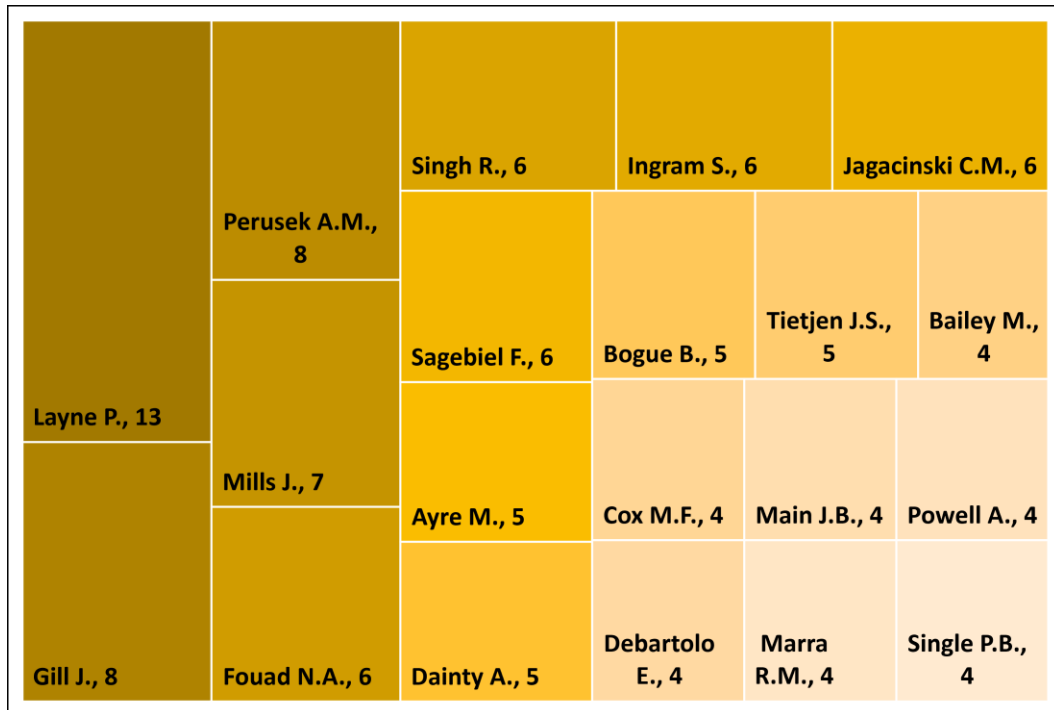 Layne P., 13
Gill J., 8
Perusek A.M.,
8
Mills J., 7
Fouad N.A., 6
Singh R., 6
Ingram S., 6
Jagacinski C.M., 6
Sagebiel F., 6
Ayre M., 5
Dainty A., 5
Bogue B., 5
Tietjen J.S.,
5
Bailey M.,
4
Cox M.F., 4
Main J.B., 4
Powell A., 4
Debartolo
E., 4
Marra
R.M., 4
Single P.B.,
4